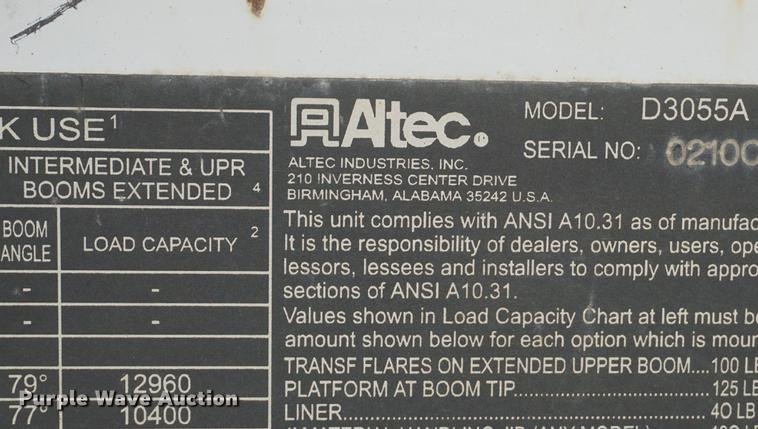 K USE1
INTERMEDIATE & UPR
BOOMS EXTENDED 4
BOOM
ANGLE
LOAD CAPACITY 2
- -
- -
79° 12960
77° 10400
Altec.®
ALTEC INDUSTRIES, INC.
210 INVERNESS CENTER DRIVE
BIRMINGHAM, ALABAMA 35242 U.S.A.
MODEL: D3055A
SERIAL NO: 0210
This unit complies with ANSI A10.31 as of manufac
It is the responsibility of dealers, owners, users, ope
lessors, lessees and installers to comply with appro
sections of ANSI A10.31.
Values shown in Load Capacity Chart at left must be
amount shown below for each option which is mour
TRANSF FLARES ON EXTENDED UPPER BOOM....100 LB
PLATFORM AT BOOM TIP..................................125 LB
LINER...........................................................40 LB
Purple Wave Auction